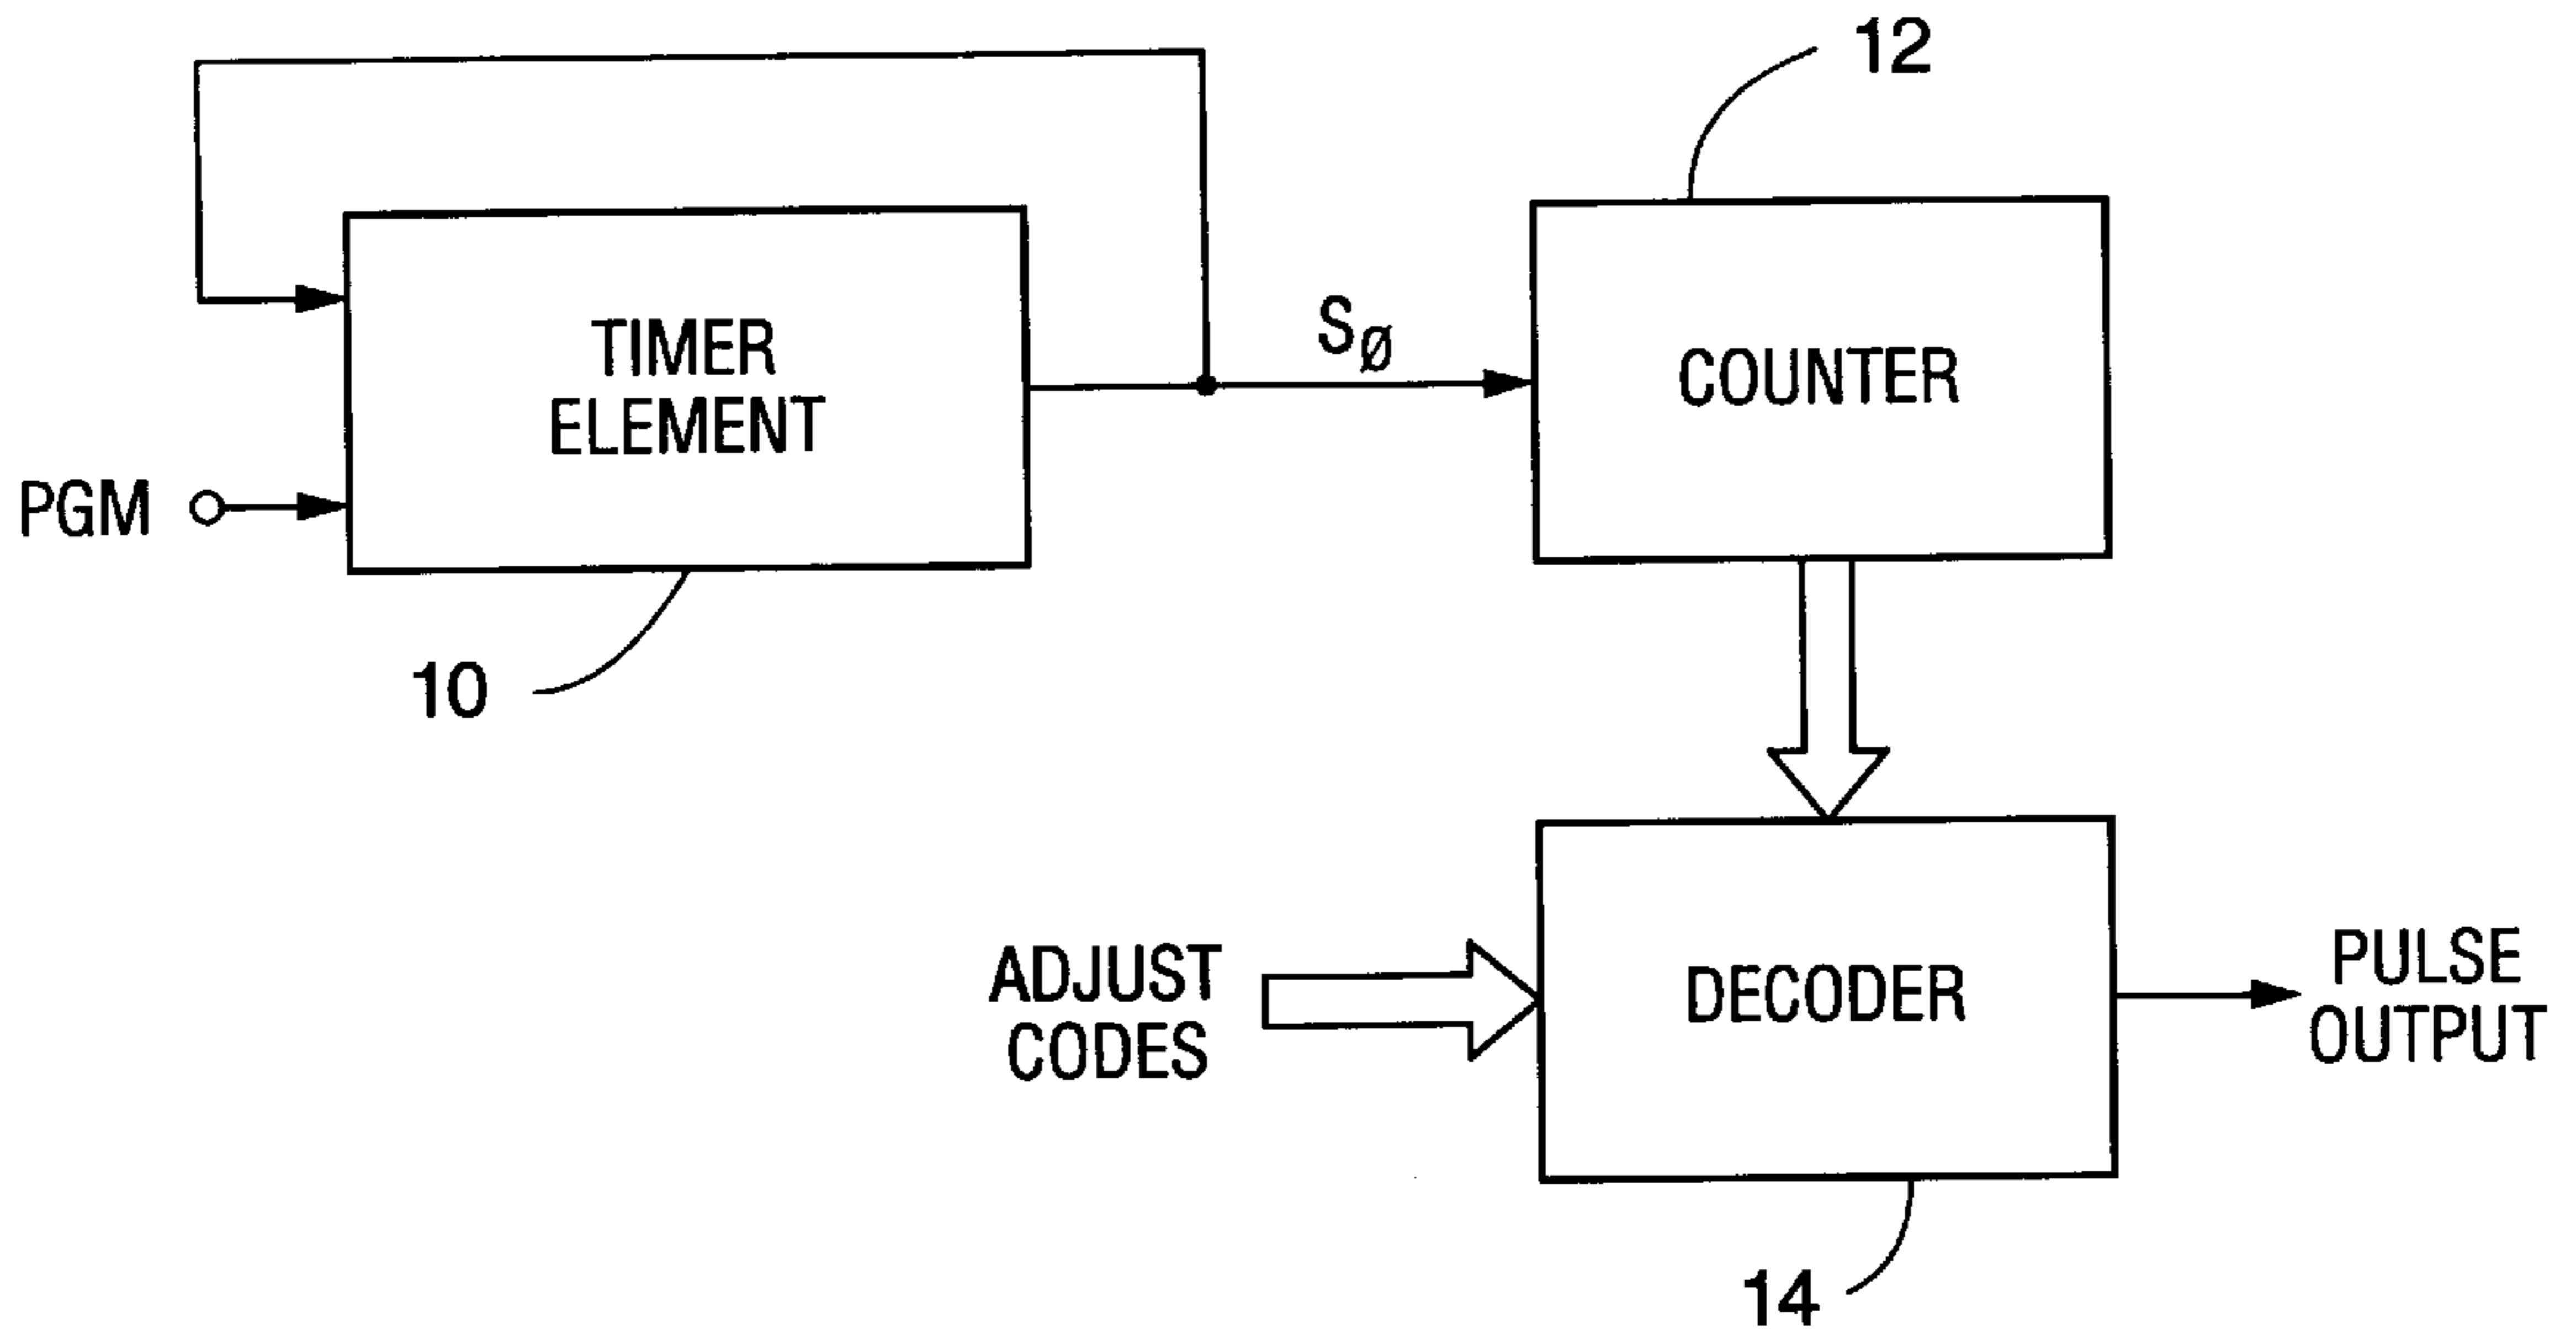 12
TIMER
ELEMENT
SØ
COUNTER
PGM
10
ADJUST
CODES
DECODER
PULSE
OUTPUT
14